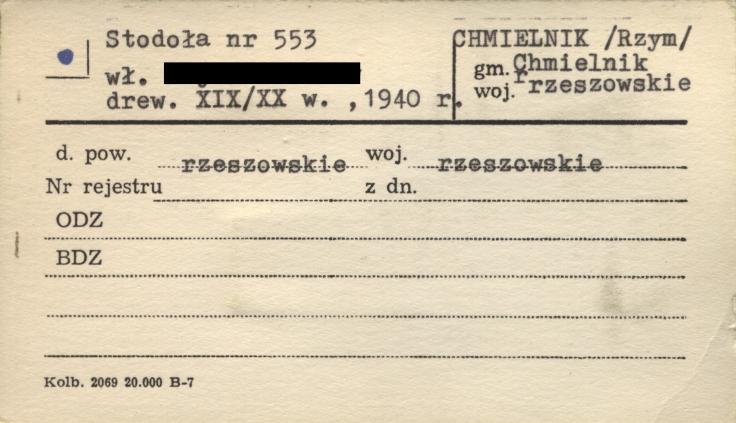 Stodoła nr 553
CHMIELNIK /Rzym/
wł.
gm. Chmielnik
drew. XIX/XX w. ,1940 r.
woj. rzeszowskie
d. pow. rzeszowskie woj. rzeszowskie
Nr rejestru z dn.
ODZ
BDZ
Kolb. 2069 20.000 B-7